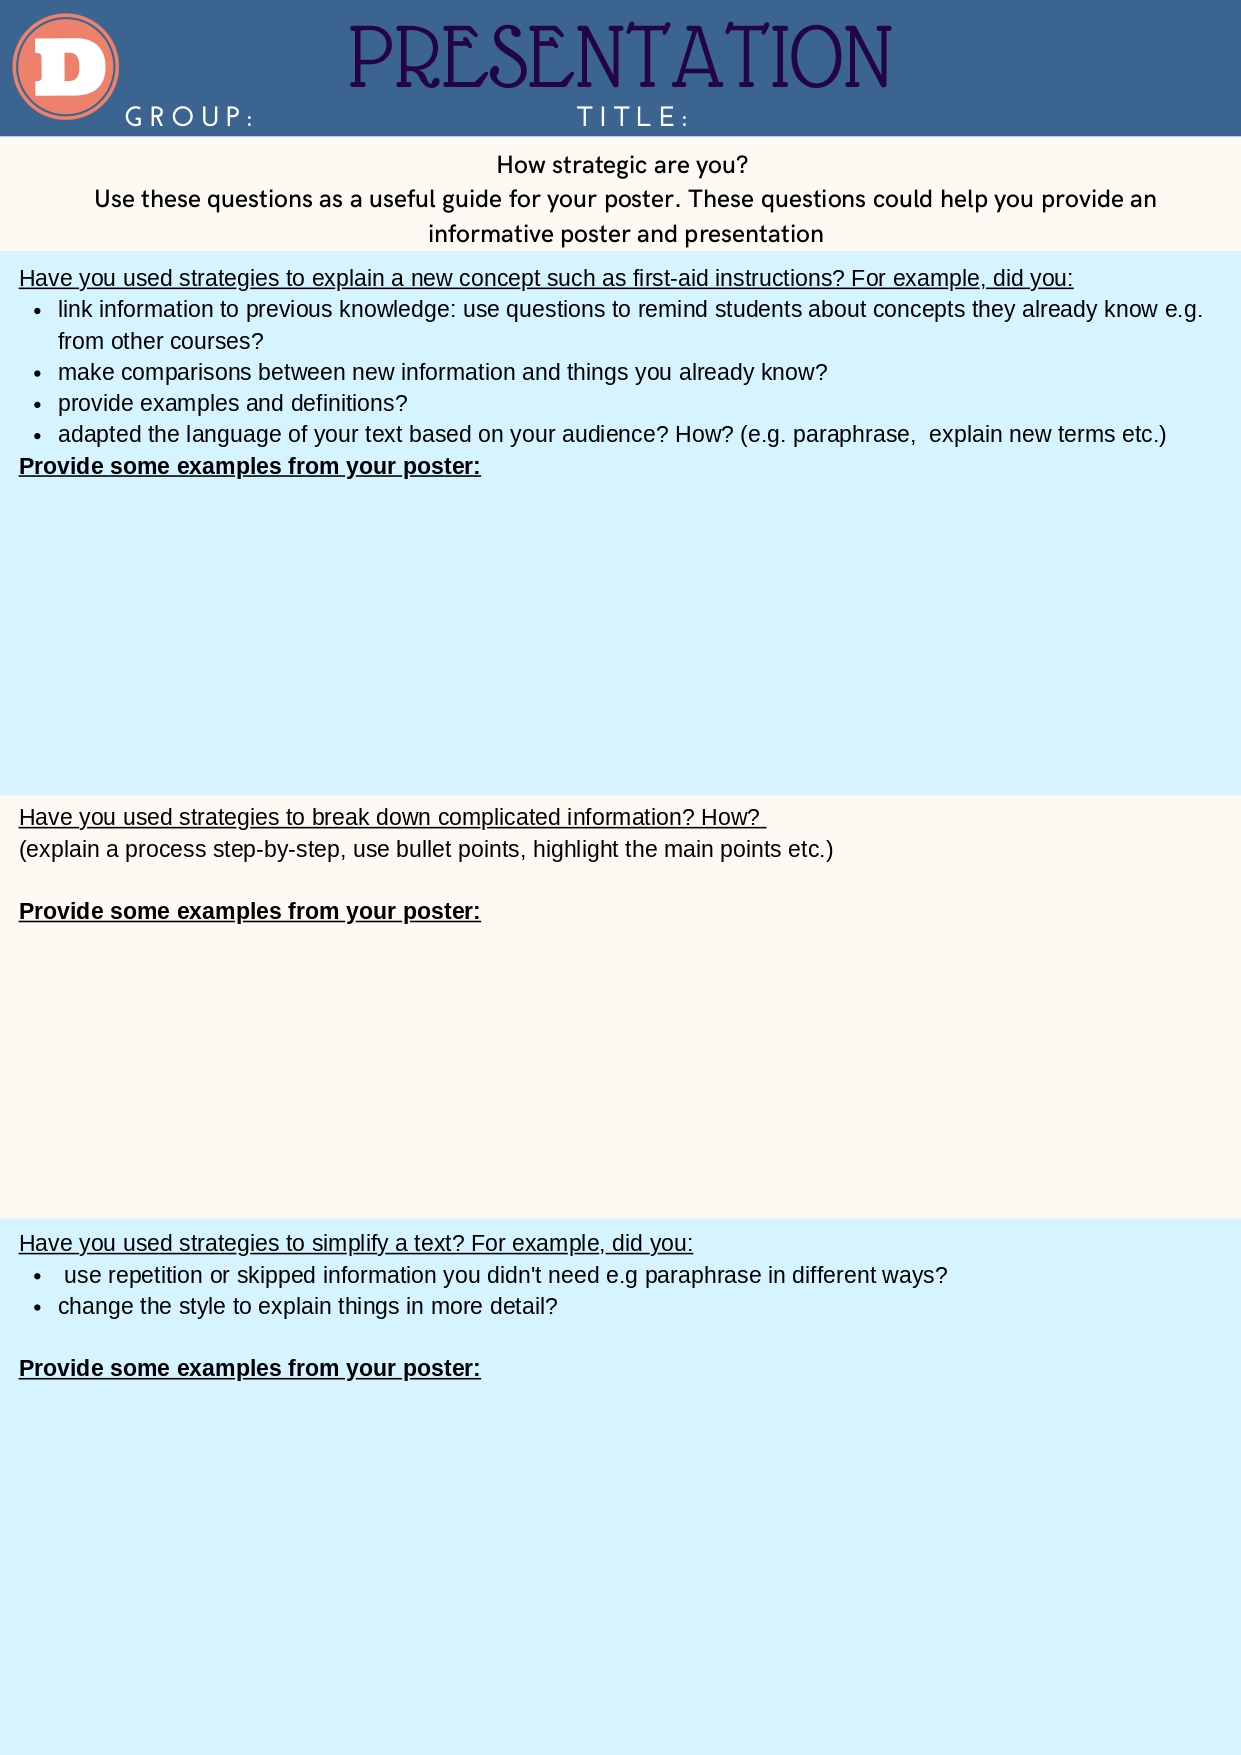 D
PRESENTATION
GROUP: TITLE:
How strategic are you?
Use these questions as a useful guide for your poster. These questions could help you provide an
informative poster and presentation
Have you used strategies to explain a new concept such as first-aid instructions? For example, did you:
• link information to previous knowledge: use questions to remind students about concepts they already know e.g.
from other courses?
• make comparisons between new information and things you already know?
• provide examples and definitions?
• adapted the language of your text based on your audience? How? (e.g. paraphrase,  explain new terms etc.)
Provide some examples from your poster:
Have you used strategies to break down complicated information? How?
(explain a process step-by-step, use bullet points, highlight the main points etc.)
Provide some examples from your poster:
Have you used strategies to simplify a text? For example, did you:
• use repetition or skipped information you didn't need e.g paraphrase in different ways?
• change the style to explain things in more detail?
Provide some examples from your poster: